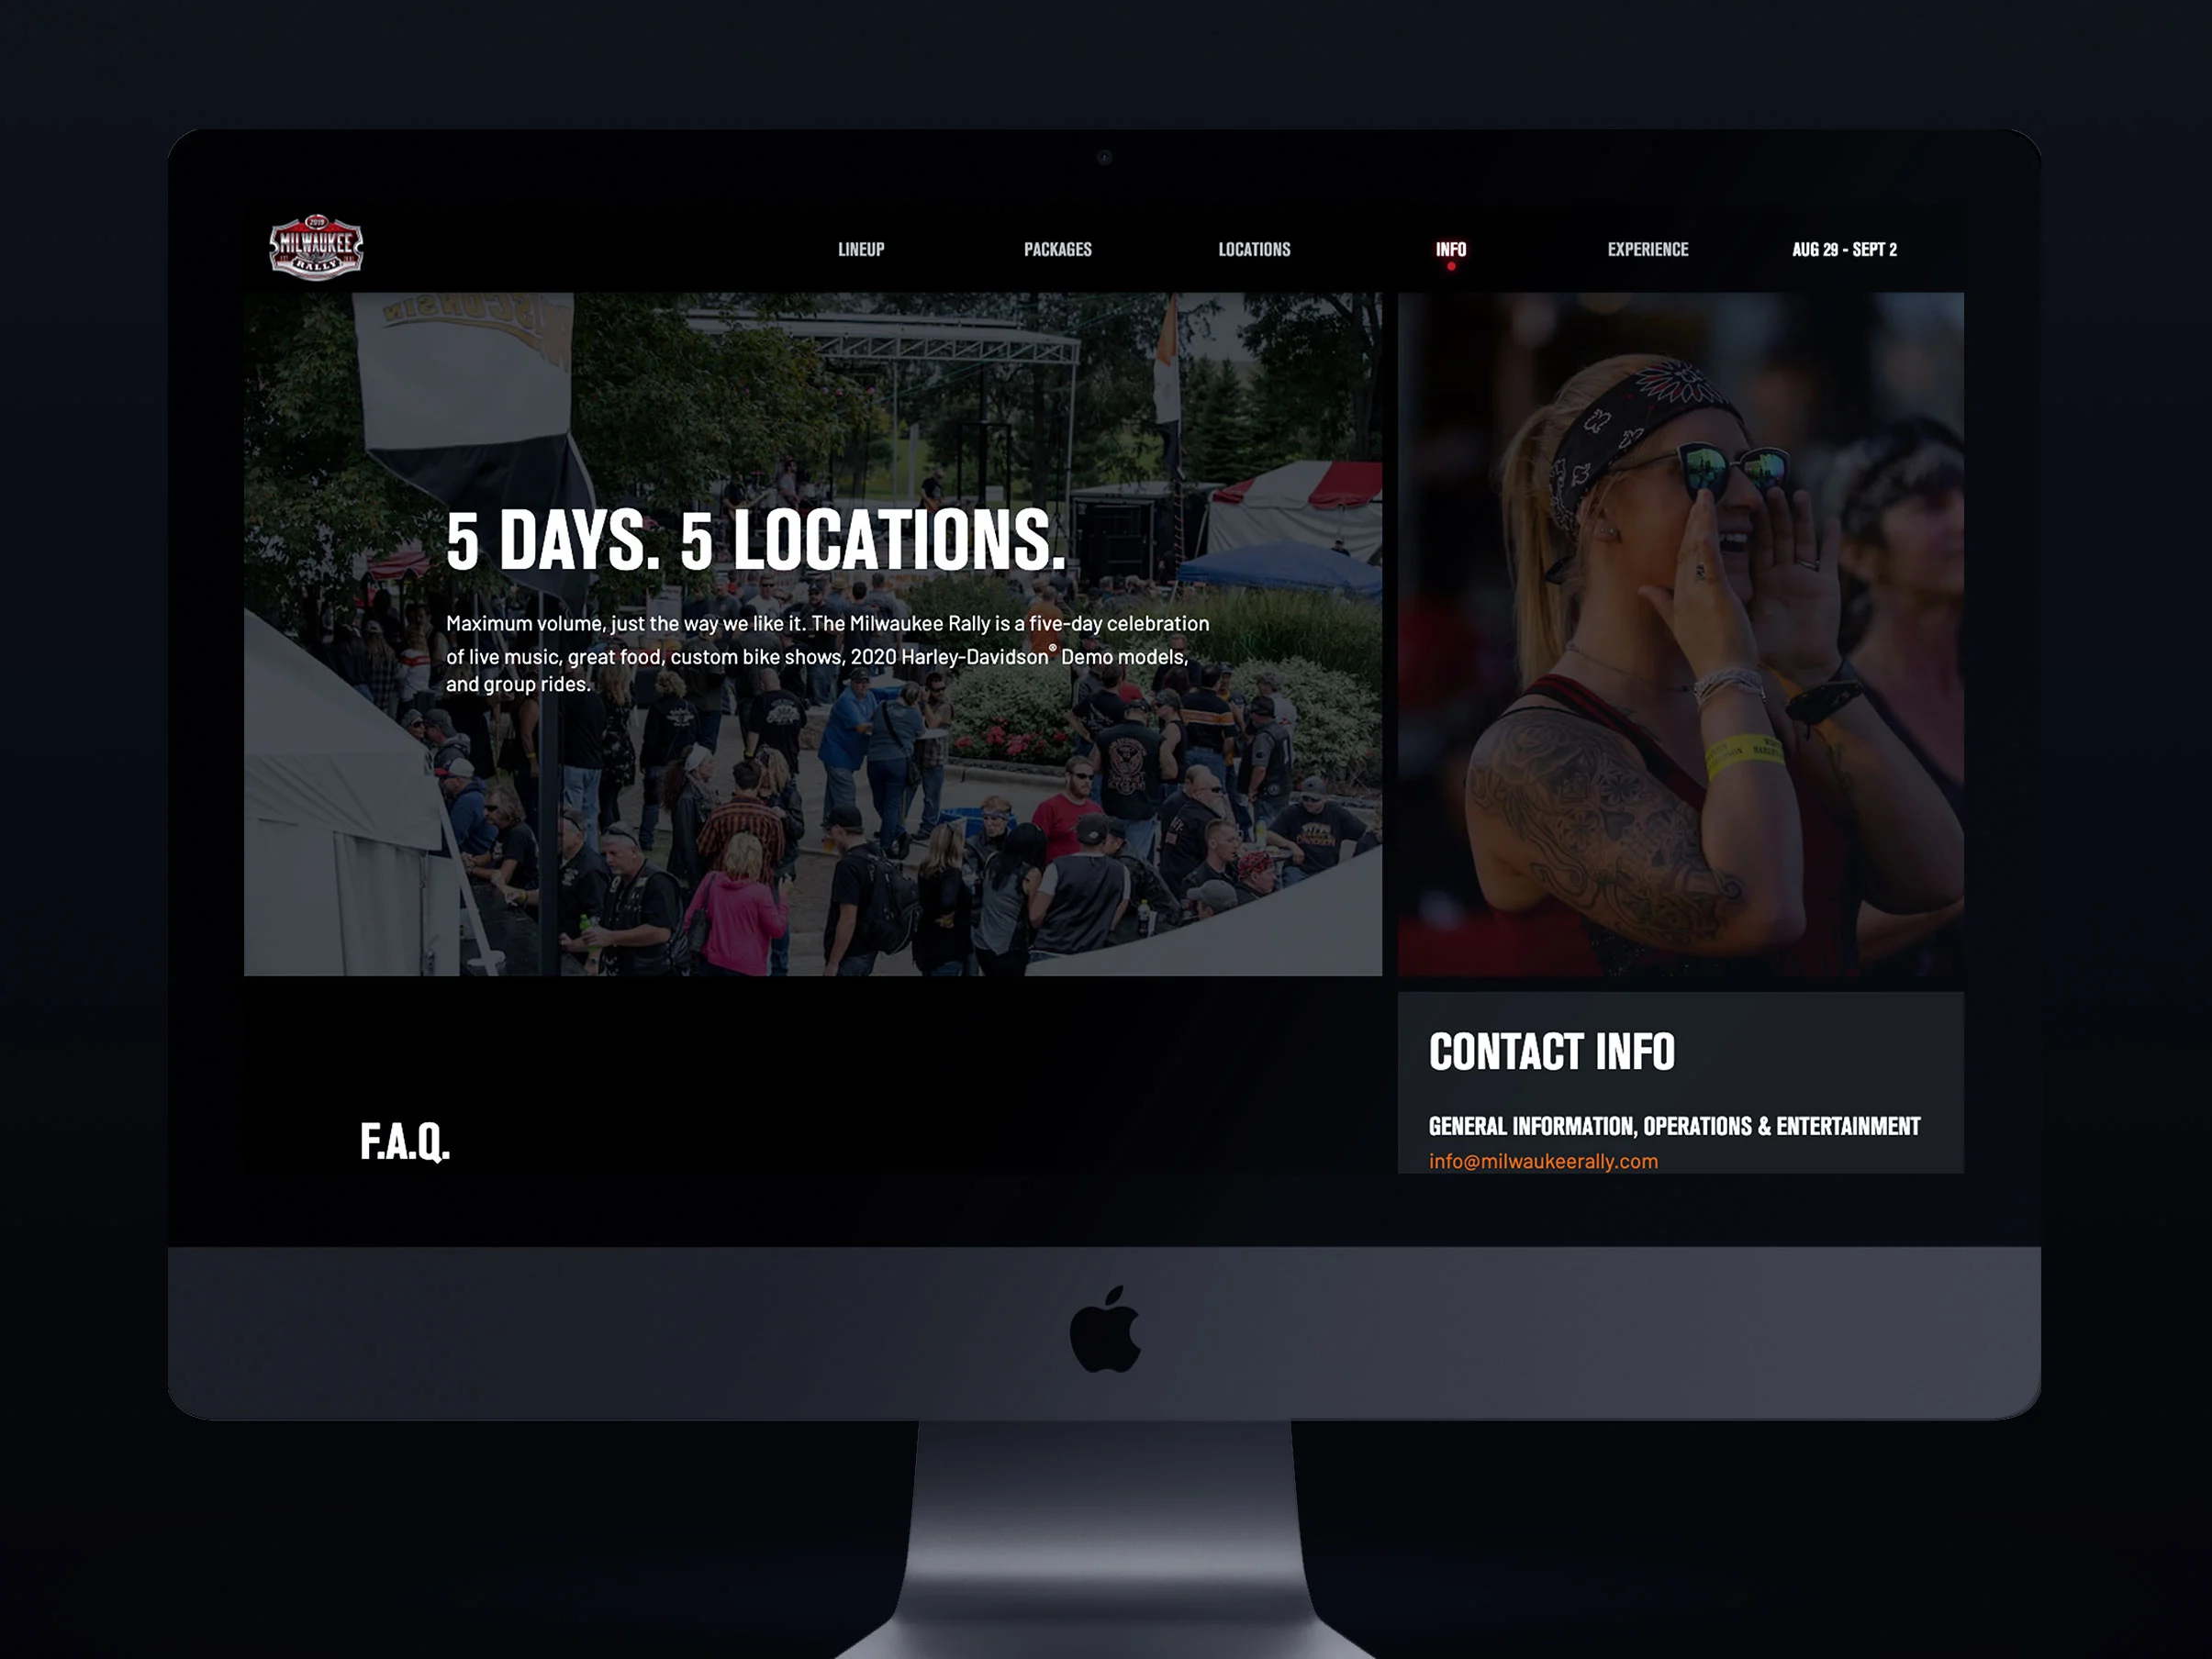 2019
MILWAUKEE
RALLY
LINEUP
PACKAGES
LOCATIONS
INFO
EXPERIENCE
AUG 29 - SEPT 2
WISCONSIN
5 DAYS. 5 LOCATIONS.
Maximum volume, just the way we like it. The Milwaukee Rally is a five-day celebration
of live music, great food, custom bike shows, 2020 Harley-Davidson® Demo models,
and group rides.
F.A.Q.
CONTACT INFO
GENERAL INFORMATION, OPERATIONS & ENTERTAINMENT
info@milwaukeerally.com